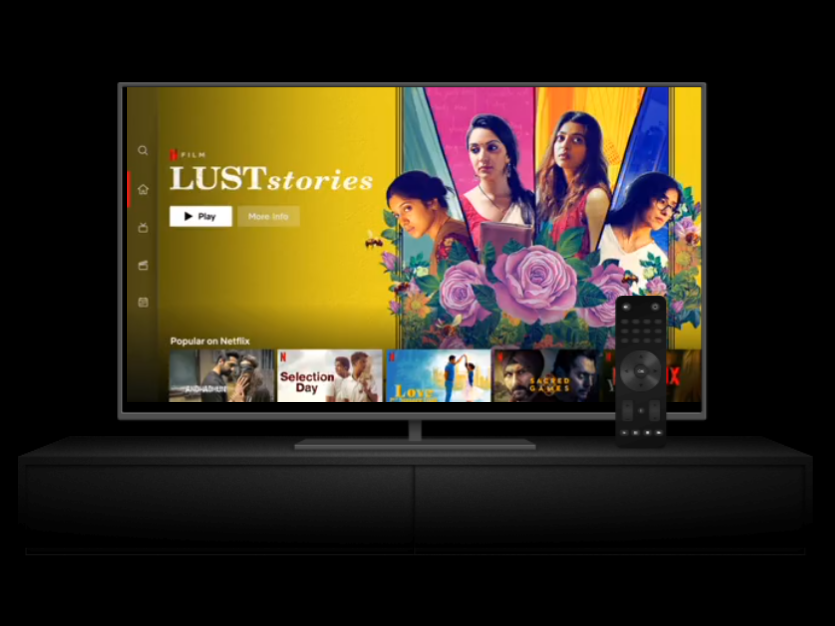 FILM
LUST stories
Play
More Info
Popular on Netflix
ANDHADHUN
Selection
Day
Love
SACRED
GAMES